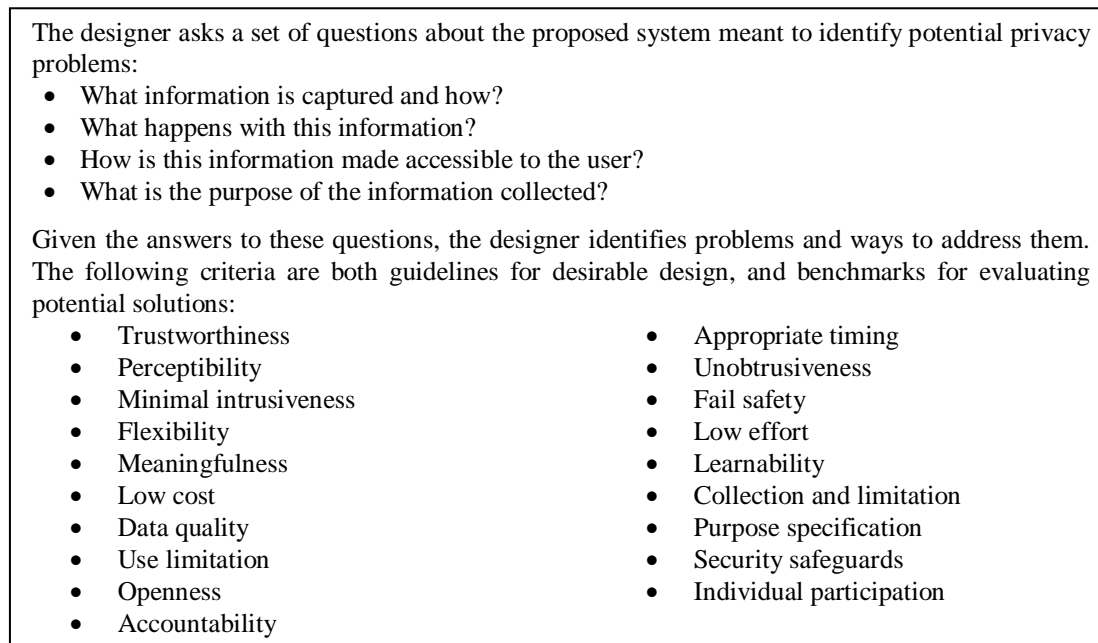 The designer asks a set of questions about the proposed system meant to identify potential privacy
problems:
• What information is captured and how?
• What happens with this information?
• How is this information made accessible to the user?
• What is the purpose of the information collected?
Given the answers to these questions, the designer identifies problems and ways to address them.
The following criteria are both guidelines for desirable design, and benchmarks for evaluating
potential solutions:
• Trustworthiness
• Perceptibility
• Minimal intrusiveness
• Flexibility
• Meaningfulness
• Low cost
• Data quality
• Use limitation
• Openness
• Accountability
• Appropriate timing
• Unobtrusiveness
• Fail safety
• Low effort
• Learnability
• Collection and limitation
• Purpose specification
• Security safeguards
• Individual participation